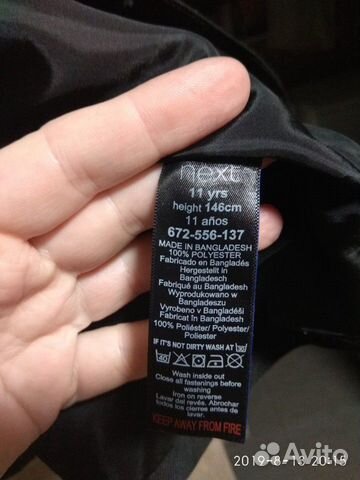 next
11 yrs
height 146cm
11 años
672-556-137
MADE IN BANGLADESH
100% POLYESTER
Fabricado en Bangladés
Hergestellt in
Bangladesch
Fabriqué au Bangladesh
Wyprodukowano w
Bangladeszu
Vyrobeno v Bangladéši
Fabricat în Bangladesh
100% Poliéster/ Polyester/
Poliester
IF IT'S NOT DIRTY WASH AT
Wash inside out
Close all fastenings before
washing
Iron on reverse
Lavar del revés. Abrochar
todos los cierres antes de
lavar
KEEP AWAY FROM FIRE
2019-8-13 20:15
Avito